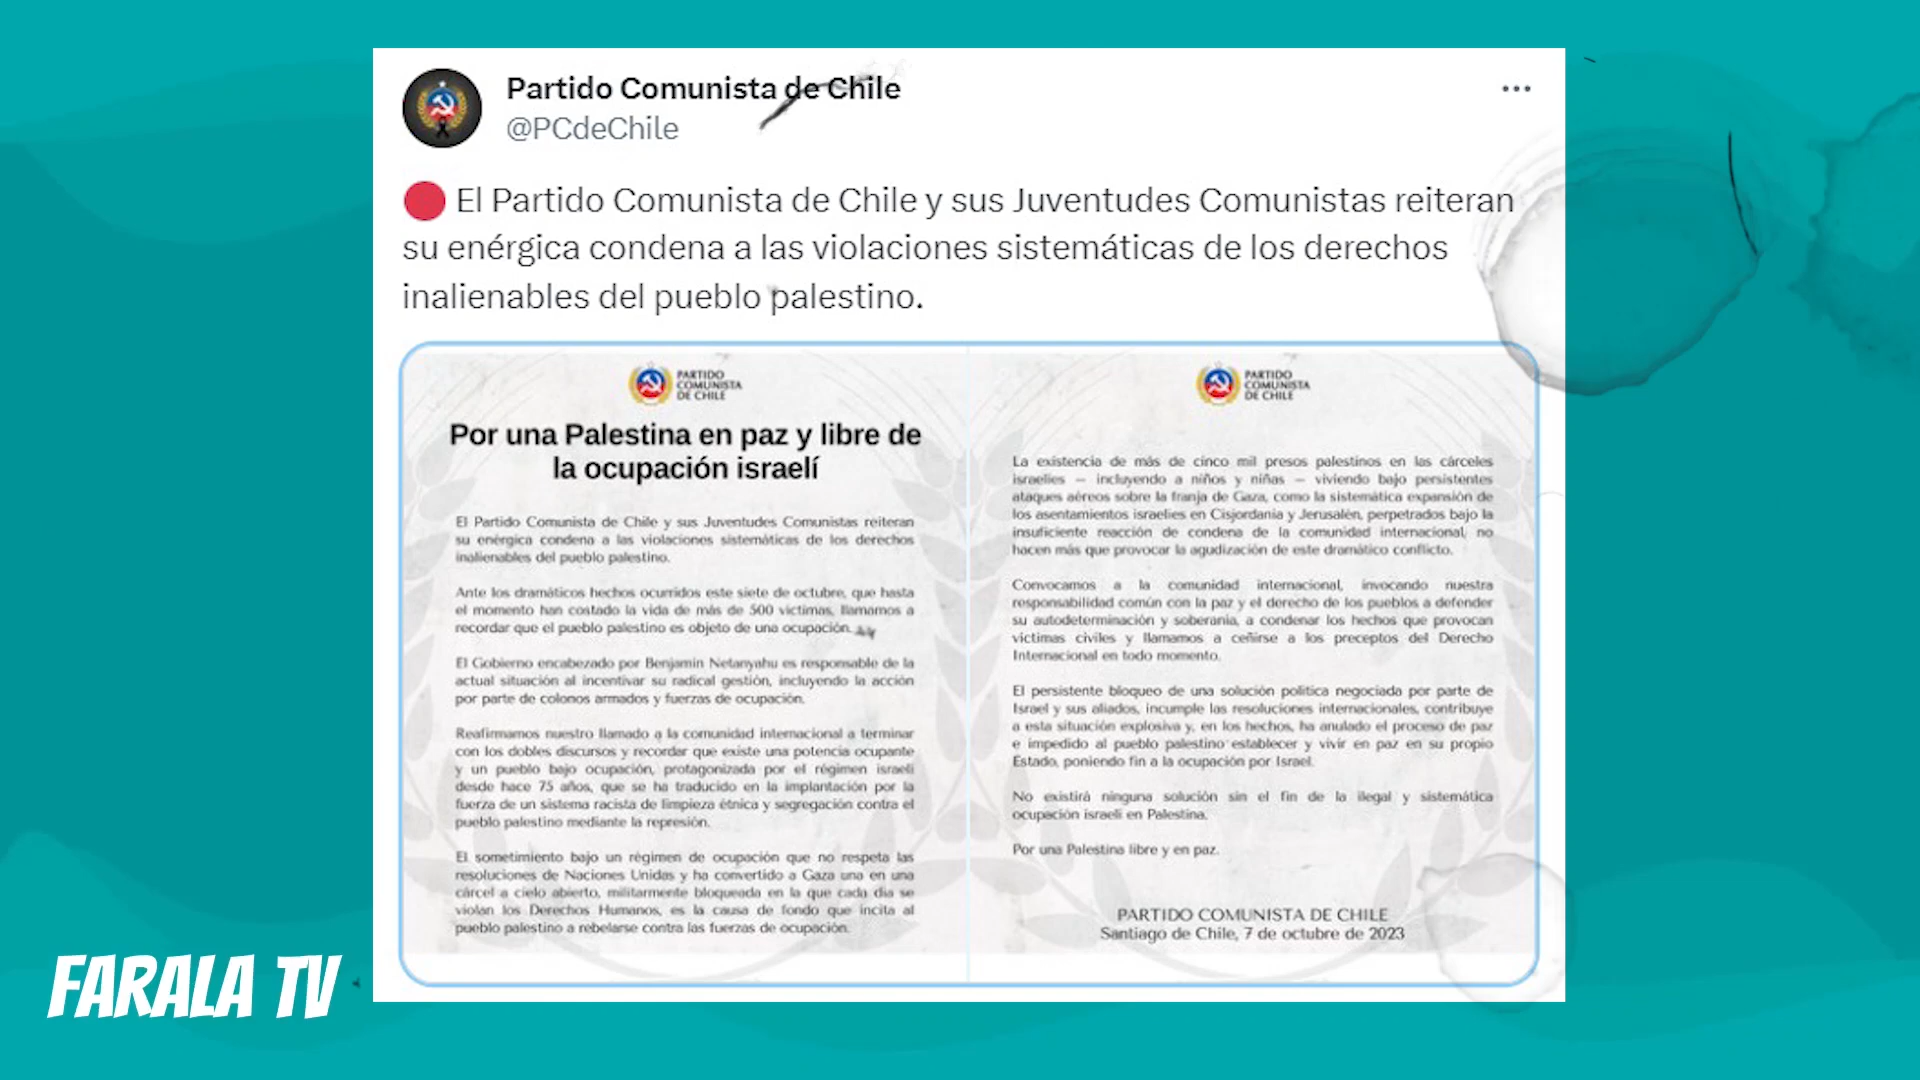 Partido Comunista de Chile
@PCdeChile
El Partido Comunista de Chile y sus Juventudes Comunistas reiteran
su enérgica condena a las violaciones sistemáticas de los derechos
inalienables del pueblo palestino.
PARTIDO
COMUNISTA
DE CHILE
Por una Palestina en paz y libre de
la ocupación israelí
El Partido Comunista de Chile y sus Juventudes Comunistas reiteran
su enérgica condena a las violaciones sistemáticas de los derechos
inalienables del pueblo palestino.
Ante los dramáticos hechos ocurridos este siete de octubre, que hasta
el momento han costado la vida de más de 500 víctimas, llamamos a
recordar que el pueblo palestino es objeto de una ocupación.
El Gobierno encabezado por Benjamín Netanyahu es responsable de la
actual situación al incentivar su radical gestión, incluyendo la acción
por parte de colonos armados y fuerzas de ocupación.
Reafirmamos nuestro llamado a la comunidad internacional a terminar
con los dobles discursos y recordar que existe una potencia ocupante
y un pueblo bajo ocupación, protagonizada por el régimen israelí
desde hace 75 años, que se ha traducido en la implantación por la
fuerza de un sistema racista de limpieza étnica y segregación contra el
pueblo palestino mediante la represión.
El sometimiento bajo un régimen de ocupación que no respeta las
resoluciones de Naciones Unidas y ha convertido a Gaza una en una
cárcel a cielo abierto, militarmente bloqueada en la que cada día se
violan los Derechos Humanos, es la causa de fondo que incita al
pueblo palestino a rebelarse contra las fuerzas de ocupación.
PARTIDO
COMUNISTA
DE CHILE
La existencia de más de cinco mil presos palestinos en las cárceles
israelíes – incluyendo a niños y niñas – viviendo bajo persistentes
ataques aéreos sobre la franja de Gaza, como la sistemática expansión de
los asentamientos israelíes en Cisjordania y Jerusalén, perpetrados bajo la
insuficiente reacción de condena de la comunidad internacional, no
hacen más que provocar la agudización de este dramático conflicto.
Convocamos a la comunidad internacional, invocando nuestra
responsabilidad común con la paz y el derecho de los pueblos a defender
su autodeterminación y soberanía, a condenar los hechos que provocan
víctimas civiles y llamamos a ceñirse a los preceptos del Derecho
Internacional en todo momento.
El persistente bloqueo de una solución política negociada por parte de
Israel y sus aliados, incumple las resoluciones internacionales, contribuye
a esta situación explosiva y, en los hechos, ha anulado el proceso de paz
e impedido al pueblo palestino establecer y vivir en paz en su propio
Estado, poniendo fin a la ocupación por Israel.
No existirá ninguna solución sin el fin de la ilegal y sistemática
ocupación israelí en Palestina.
Por una Palestina libre y en paz.
PARTIDO COMUNISTA DE CHILE
Santiago de Chile, 7 de octubre de 2023
FARALA TV